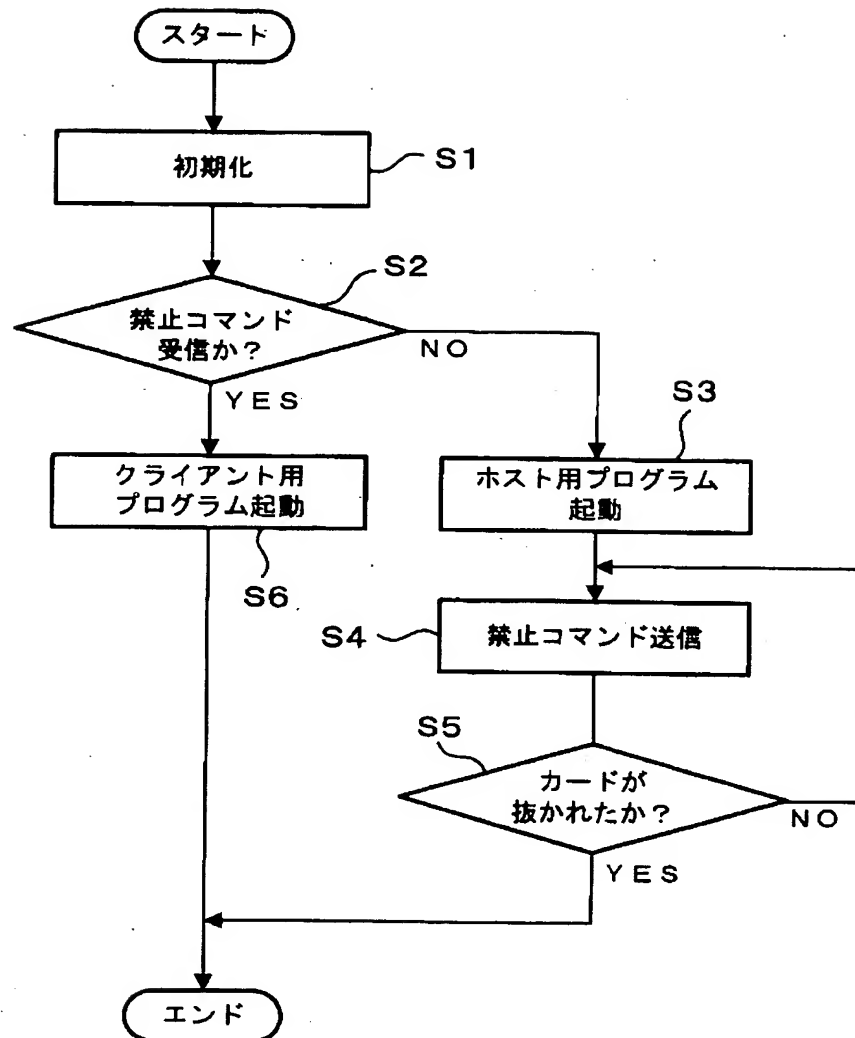 スタート
初期化
S1
S2
禁止コマンド
受信か?
NO
YES
S3
クライアント用
プログラム起動
ホスト用プログラム
起動
S6
S4
禁止コマンド送信
S5
カードが
抜かれたか?
NO
YES
エンド